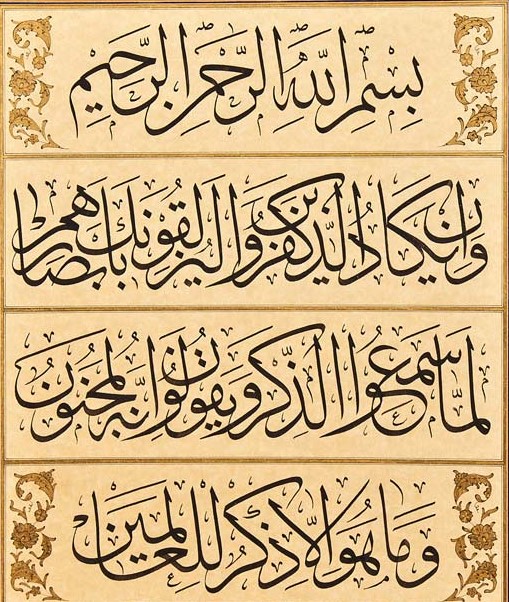 بسم الله الرحمن الرحيم
وان يكاد الذين كفروا ليزلقونك بابصارهم
لما سمعوا الذكر ويقولون انه لمجنون
وما هو الا ذكر للعالمين